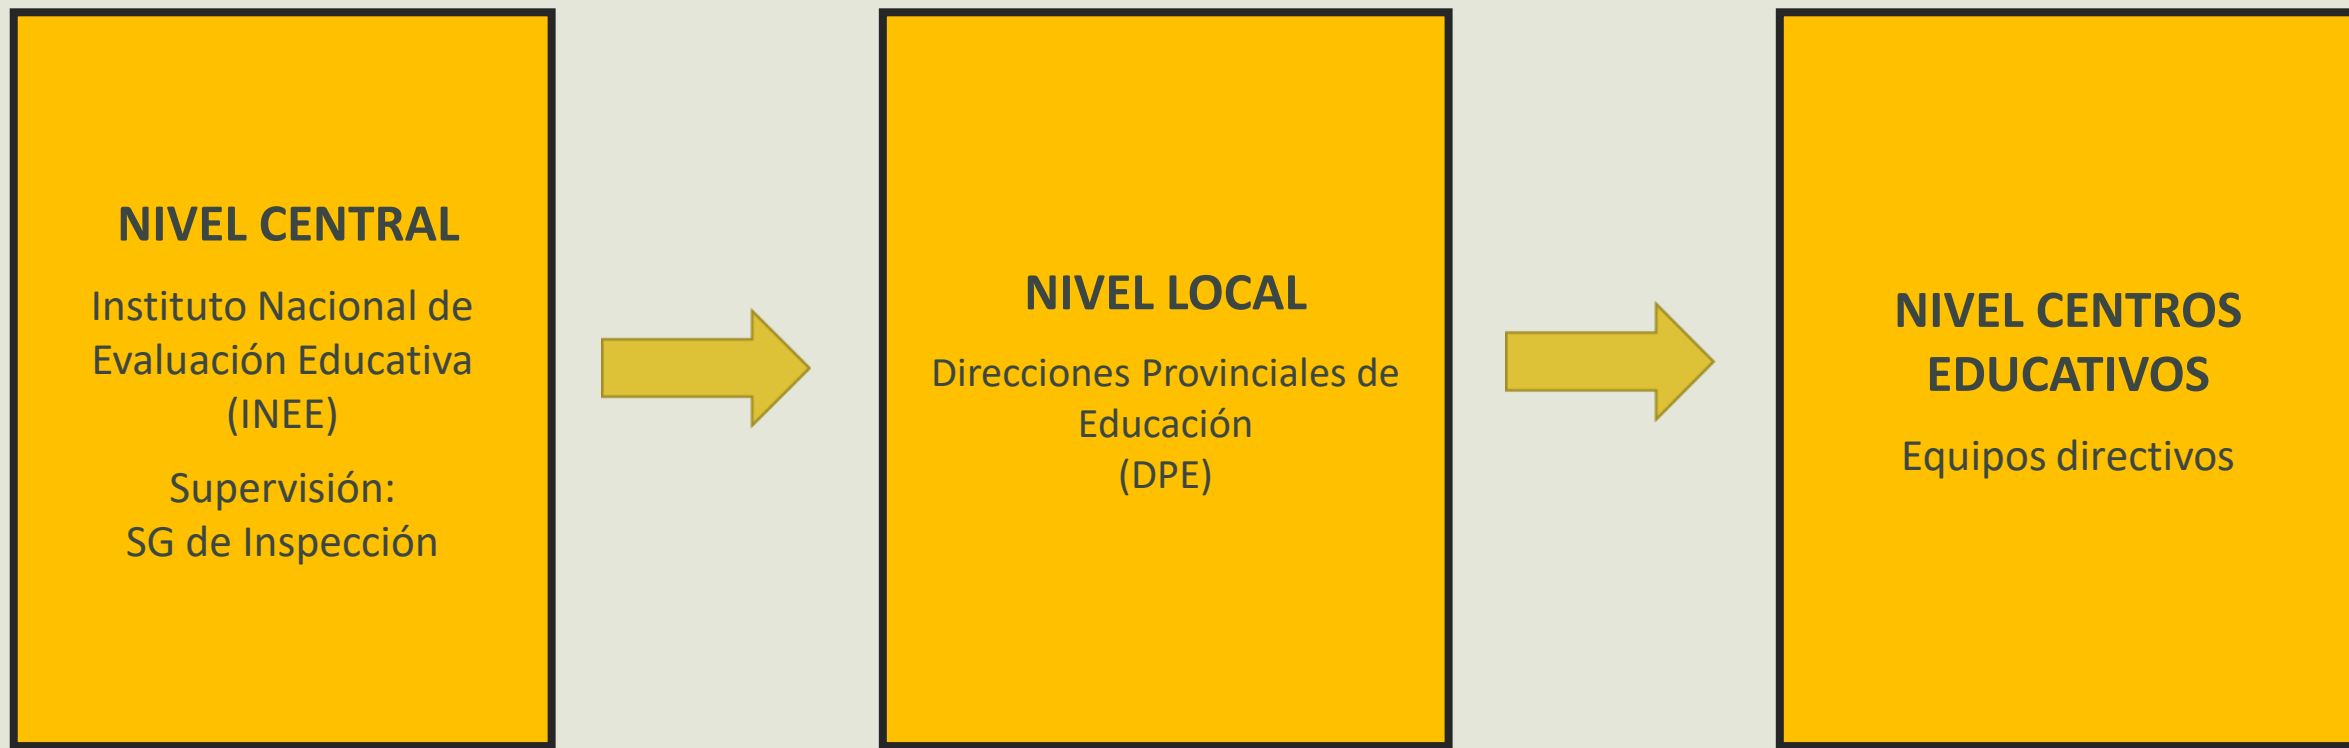 NIVEL CENTRAL
Instituto Nacional de
Evaluación Educativa
(INEE)
Supervisión:
SG de Inspección
NIVEL LOCAL
Direcciones Provinciales de
Educación
(DPE)
NIVEL CENTROS
EDUCATIVOS
Equipos directivos